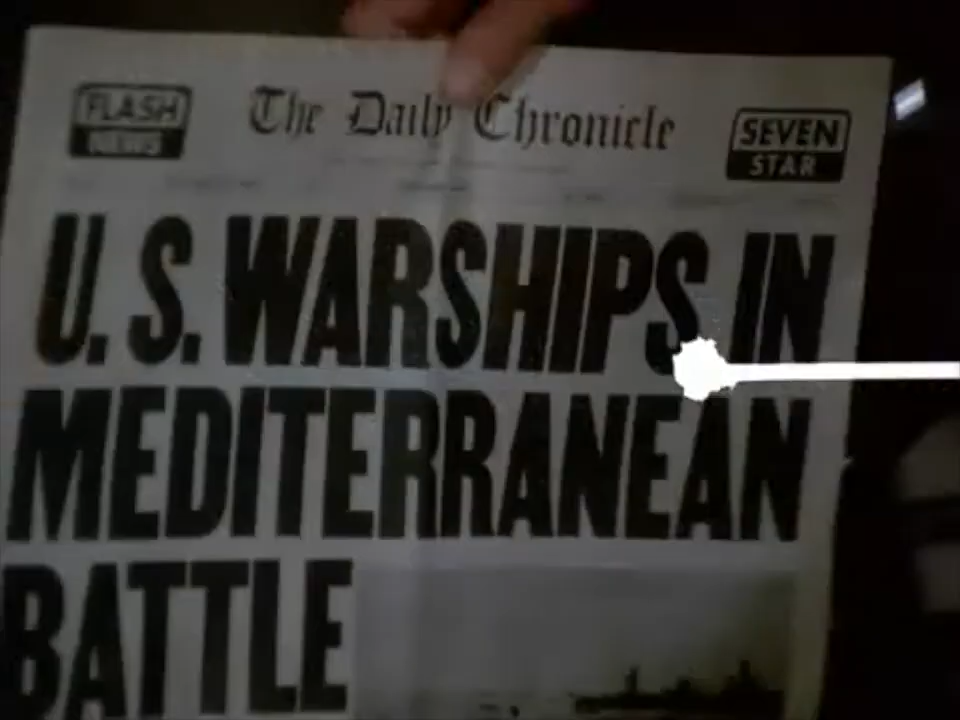 FLASH
NEWS
The Daily Chronicle
SEVEN
STAR
U.S. WARSHIPS IN
MEDITERRANEAN
BATTLE